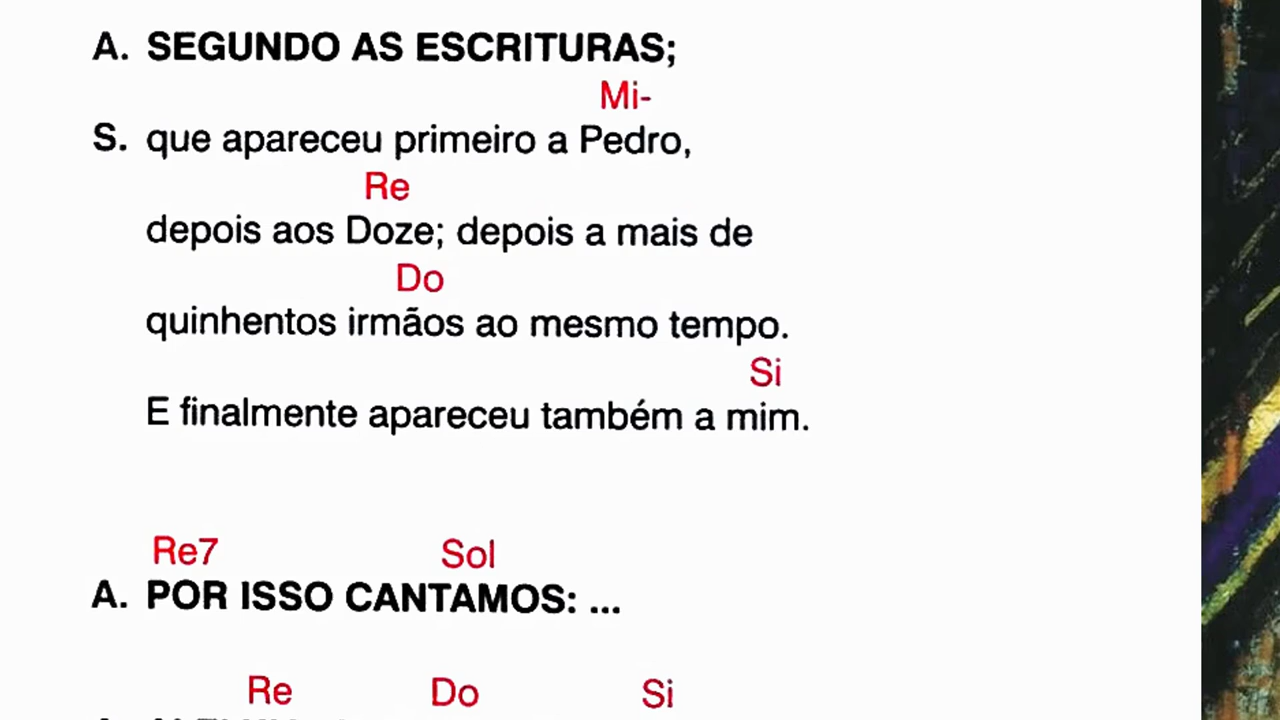 A. SEGUNDO AS ESCRITURAS;
Mi-
S. que apareceu primeiro a Pedro,
Re
depois aos Doze; depois a mais de
Do
quinhentos irmãos ao mesmo tempo.
Si
E finalmente apareceu também a mim.
Re7 Sol
A. POR ISSO CANTAMOS: ...
Re Do Si